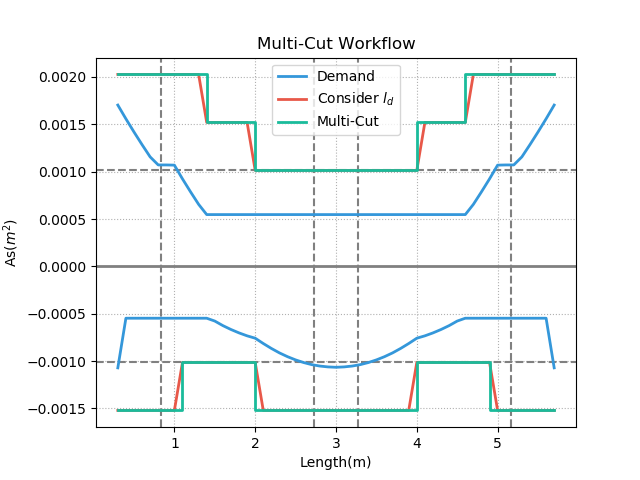 Multi-Cut Workflow
Demand
Consider $l_d$
Multi-Cut
0.0020
0.0015
0.0010
0.0005
0.0000
−0.0005
−0.0010
−0.0015
As($m^2$)
1 2 3 4 5
Length(m)